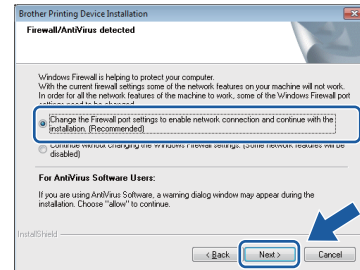 Brother Printing Device Installation
Firewall/AntiVirus detected
Windows Firewall is helping to protect your computer.
With the current firewall settings some of the network features on your machine will not work.
In order for all the network features of the machine to work, some of the Windows Firewall port
settings need to be changed.
Change the Firewall port settings to enable network connection and continue with the
installation. (Recommended)
Continue without changing the Windows Firewall settings. (Some network features will be
disabled)
For AntiVirus Software Users:
If you are using AntiVirus Software, a warning dialog window may appear during the
installation. Choose "allow" to continue.
InstallShield
< Back
Next >
Cancel